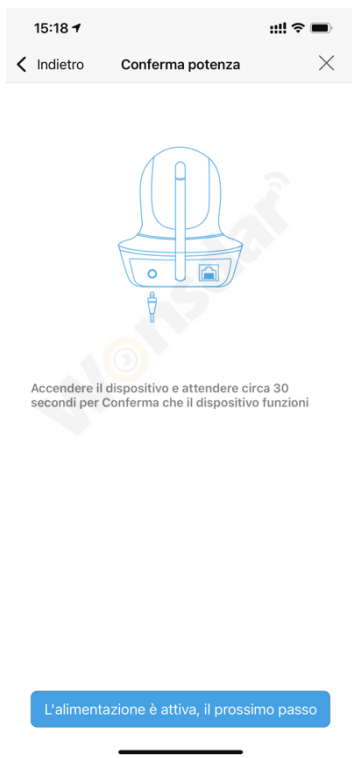 15:18
Indietro
Conferma potenza
wonsdar
Accendere il dispositivo e attendere circa 30
secondi per Conferma che il dispositivo funzioni
L'alimentazione è attiva, il prossimo passo